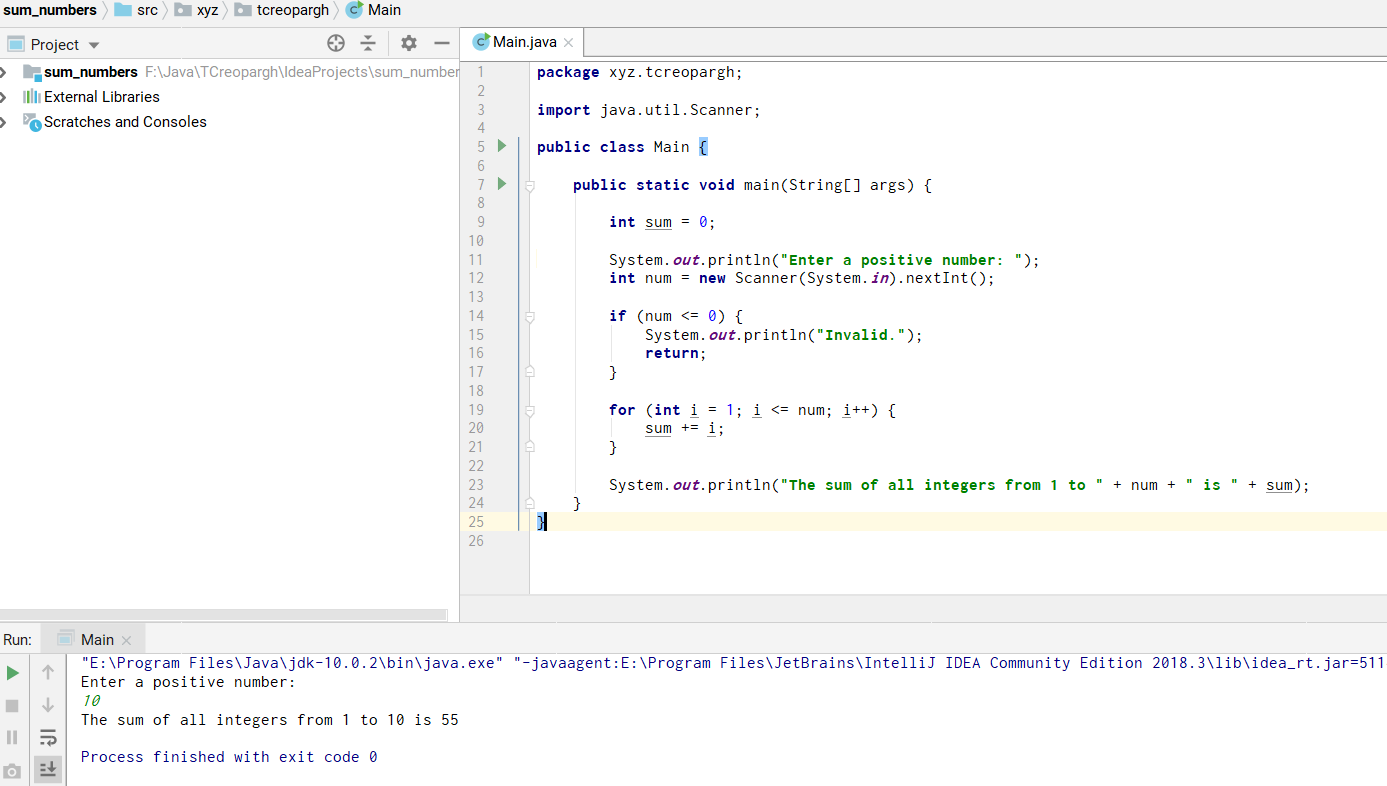 sum_numbers src xyz tcreopargh Main
Project
Main.java
sum_numbers F:\Java\TCreopargh\IdeaProjects\sum_number
External Libraries
Scratches and Consoles
1 package xyz.tcreopargh;
2
3 import java.util.Scanner;
4
5 public class Main {
6
7 public static void main(String[] args) {
8
9 int sum = 0;
10
11 System.out.println("Enter a positive number: ");
12 int num = new Scanner(System.in).nextInt();
13
14 if (num <= 0) {
15 System.out.println("Invalid.");
16 return;
17 }
18
19 for (int i = 1; i <= num; i++) {
20 sum += i;
21 }
22
23 System.out.println("The sum of all integers from 1 to " + num + " is " + sum);
24 }
25 }
26
Run: Main
"E:\Program Files\Java\jdk-10.0.2\bin\java.exe" "-javaagent:E:\Program Files\JetBrains\IntelliJ IDEA Community Edition 2018.3\lib\idea_rt.jar=511
Enter a positive number:
10
The sum of all integers from 1 to 10 is 55
Process finished with exit code 0